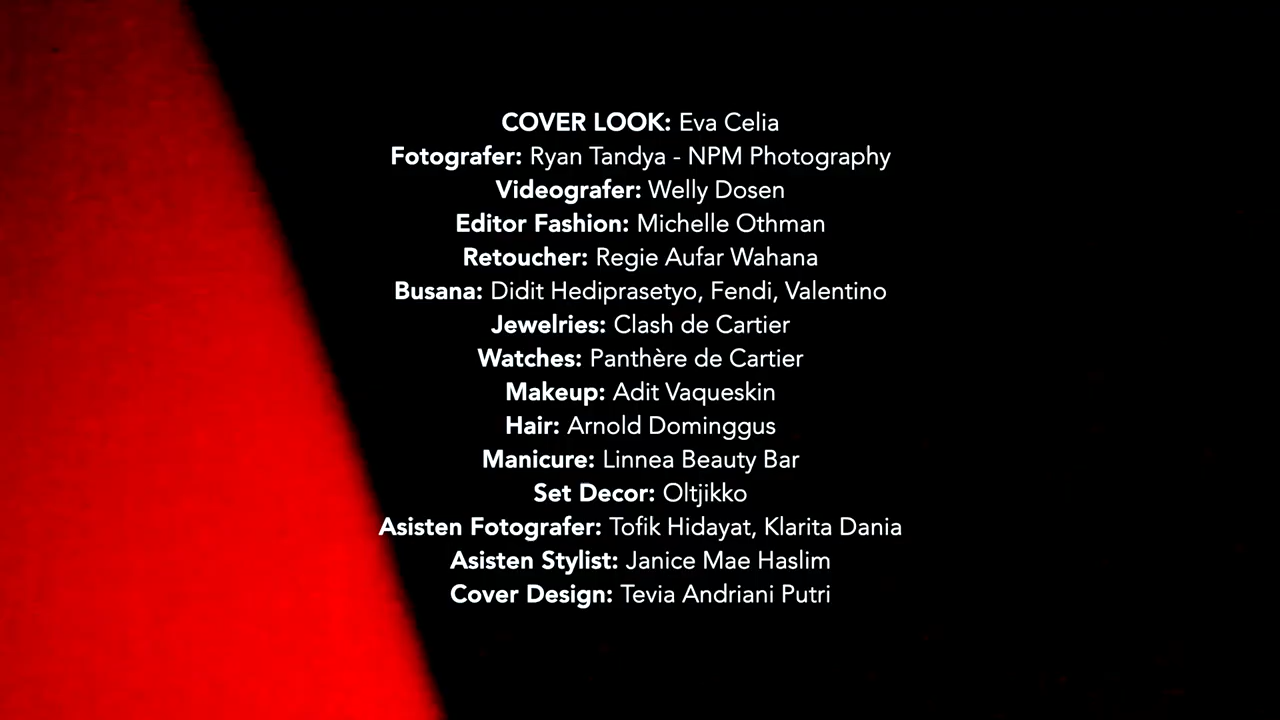 COVER LOOK: Eva Celia
Fotografer: Ryan Tandya - NPM Photography
Videografer: Welly Dosen
Editor Fashion: Michelle Othman
Retoucher: Regie Aufar Wahana
Busana: Didit Hediprasetyo, Fendi, Valentino
Jewelries: Clash de Cartier
Watches: Panthère de Cartier
Makeup: Adit Vaqueskin
Hair: Arnold Dominggus
Manicure: Linnea Beauty Bar
Set Decor: Oltjikko
Asisten Fotografer: Tofik Hidayat, Klarita Dania
Asisten Stylist: Janice Mae Haslim
Cover Design: Tevia Andriani Putri